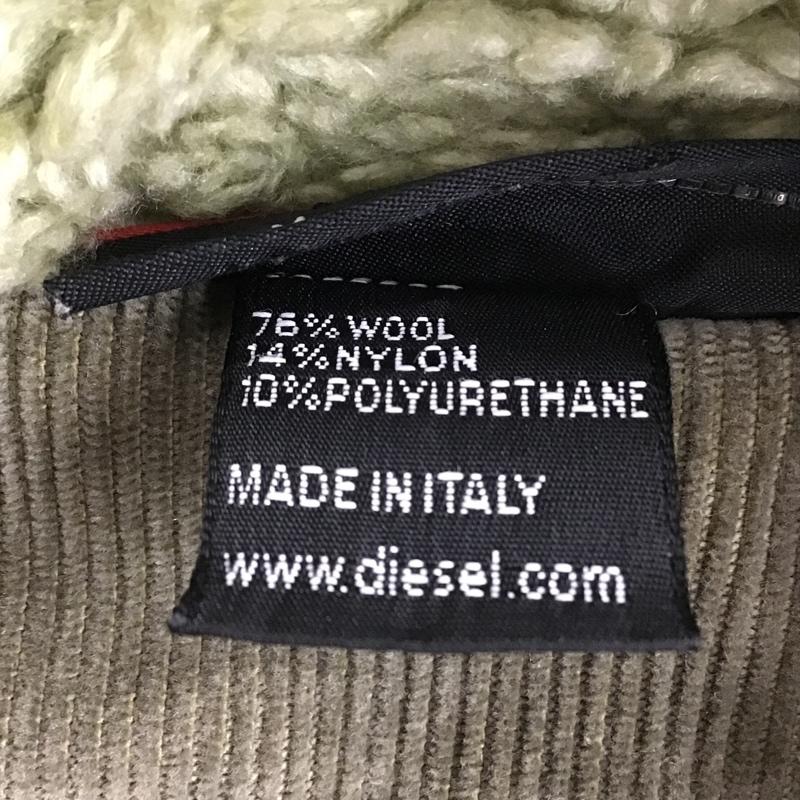 76% WOOL
14% NYLON
10% POLYURETHANE
MADE IN ITALY
www.diesel.com